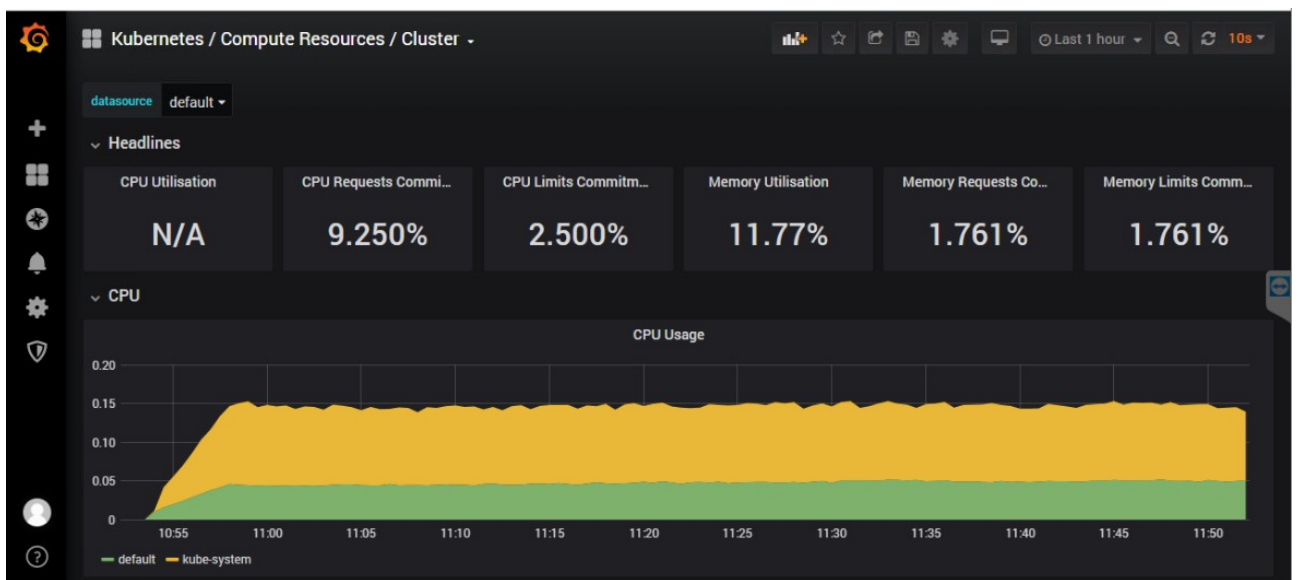 Kubernetes / Compute Resources / Cluster
Last 1 hour
10s
datasource default
Headlines
CPU Utilisation
CPU Requests Commi...
CPU Limits Commitm...
Memory Utilisation
Memory Requests Co...
Memory Limits Comm...
N/A
9.250%
2.500%
11.77%
1.761%
1.761%
CPU
CPU Usage
0.20
0.15
0.10
0.05
0
10:55 11:00 11:05 11:10 11:15 11:20 11:25 11:30 11:35 11:40 11:45 11:50
default kube-system